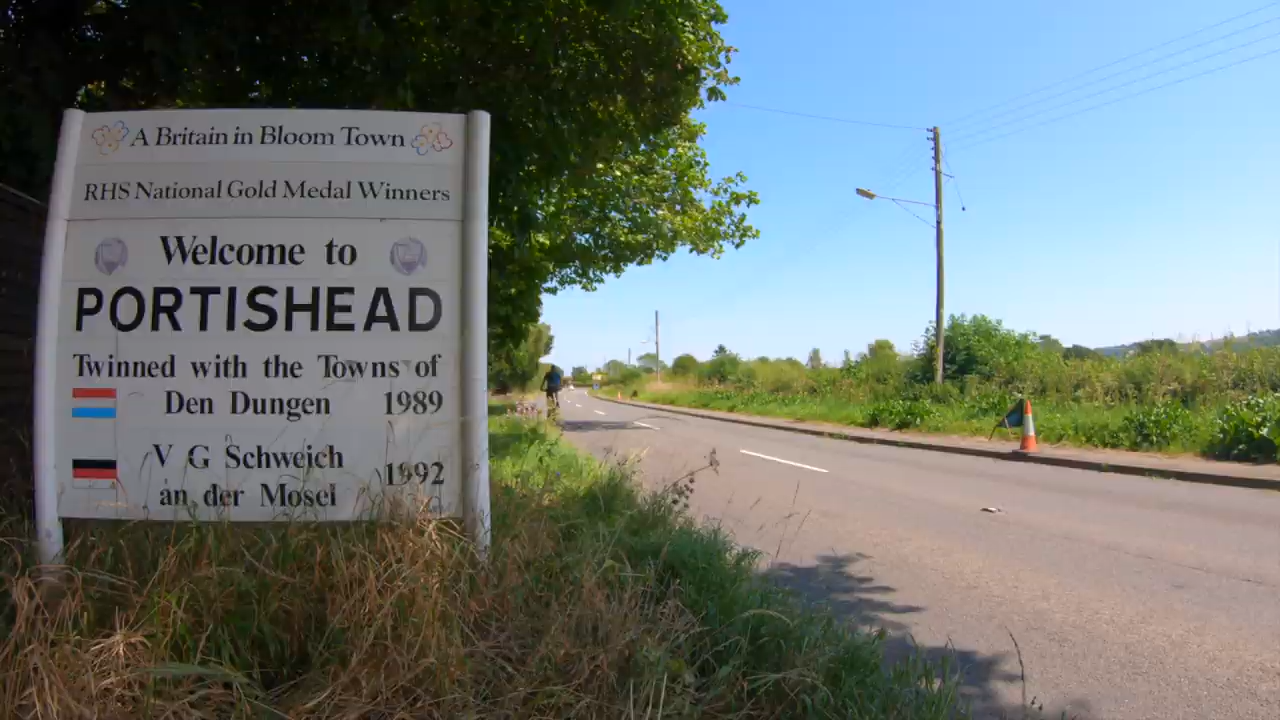 A Britain in Bloom Town
RHS National Gold Medal Winners
Welcome to
PORTISHEAD
Twinned with the Towns of
Den Dungen 1989
V G Schweich
an der Mosel 1992